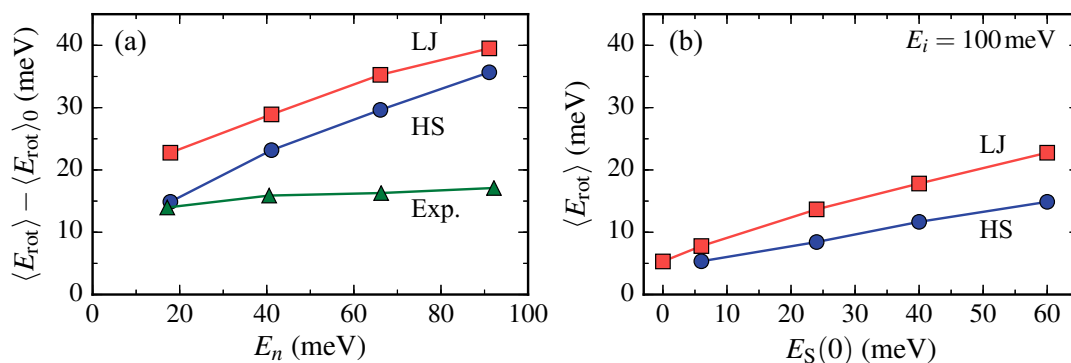 (a)
LJ
HS
Exp.
⟨E_rot⟩ − ⟨E_rot⟩_0 (meV)
40
30
20
10
0
0 20 40 60 80 100
E_n (meV)
(b)
E_i = 100 meV
LJ
HS
⟨E_rot⟩ (meV)
40
30
20
10
0
0 10 20 30 40 50 60
E_S(0) (meV)